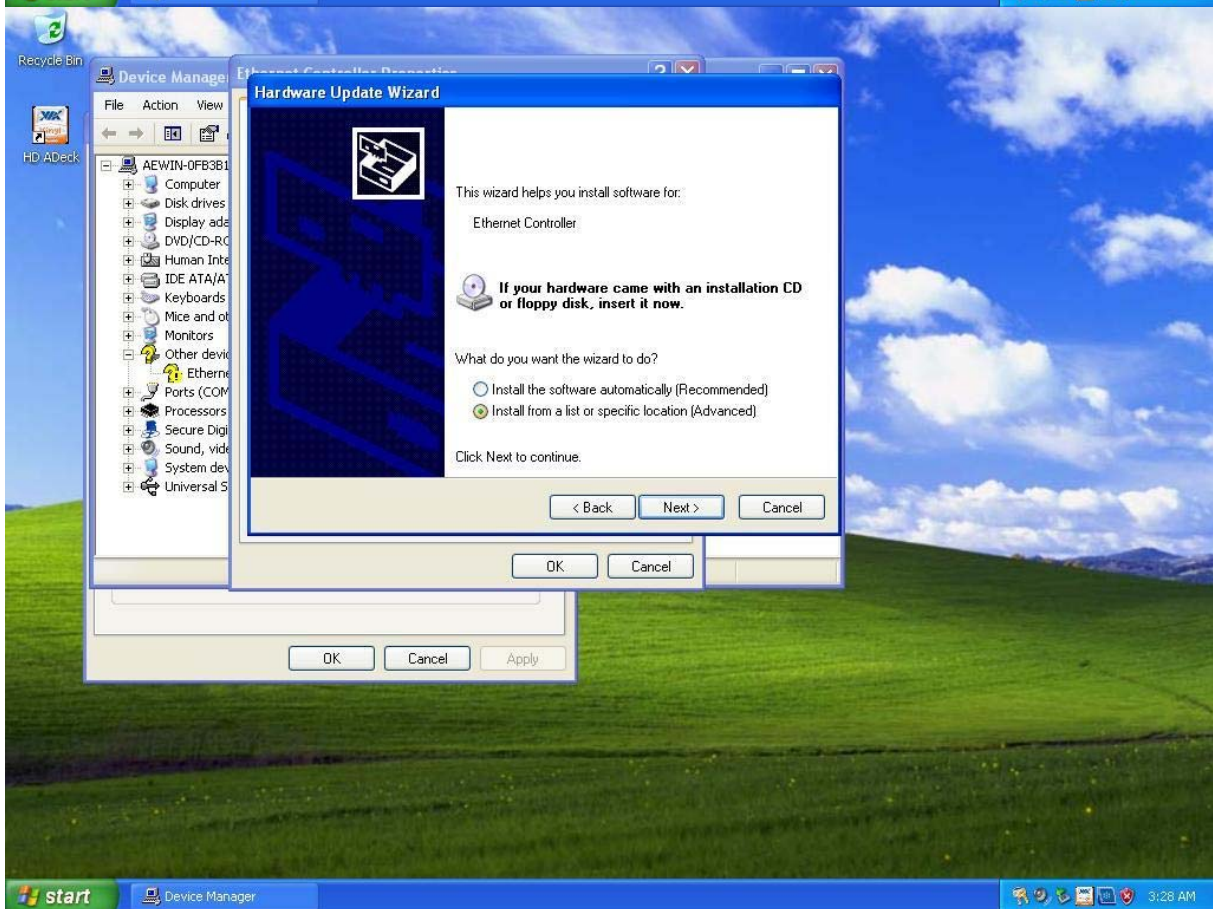 Recycle Bin
HD ADeck
Device Manage
Ethernet Controller Properties
Hardware Update Wizard
File Action View
AEWIN-0FB3B1
Computer
Disk drives
Display ada
DVD/CD-RO
Human Inte
IDE ATA/AT
Keyboards
Mice and ot
Monitors
Other devic
Etherne
Ports (COM
Processors
Secure Digi
Sound, vide
System dev
Universal S
This wizard helps you install software for:
Ethernet Controller
If your hardware came with an installation CD
or floppy disk, insert it now.
What do you want the wizard to do?
Install the software automatically (Recommended)
Install from a list or specific location (Advanced)
Click Next to continue.
< Back Next > Cancel
OK Cancel
OK Cancel Apply
start Device Manager 3:28 AM